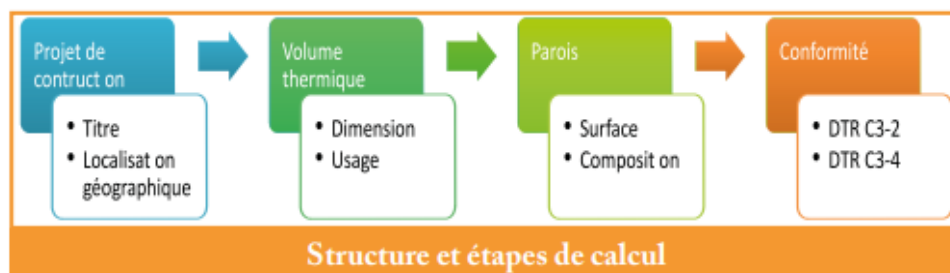 Projet de
contruct on
• Titre
• Localisat on
géographique
Volume
thermique
• Dimension
• Usage
Parois
• Surface
• Composit on
Conformité
• DTR C3-2
• DTR C3-4
Structure et étapes de calcul